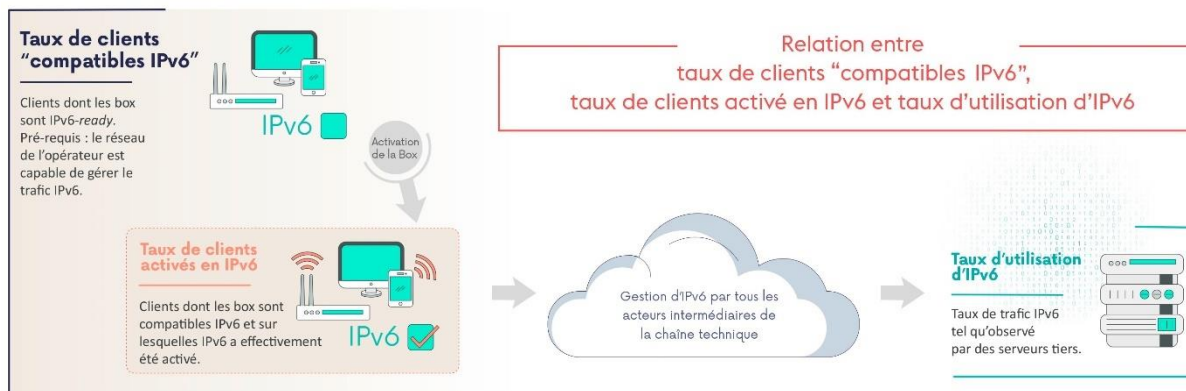 Taux de clients
“compatibles IPv6”
Clients dont les box
sont IPv6-ready.
Pré-requis : le réseau
de l’opérateur est
capable de gérer le
trafic IPv6.
IPv6
Activation
de la Box
Relation entre
taux de clients “compatibles IPv6”,
taux de clients activé en IPv6 et taux d’utilisation d’IPv6
Taux de clients
activés en IPv6
Clients dont les box sont
compatibles IPv6 et sur
lesquelles IPv6 a effectivement
été activé.
IPv6
Gestion d’IPv6 par tous les
acteurs intermédiaires de
la chaîne technique
Taux d’utilisation
d’IPv6
Taux de trafic IPv6
tel qu’observé
par des serveurs tiers.